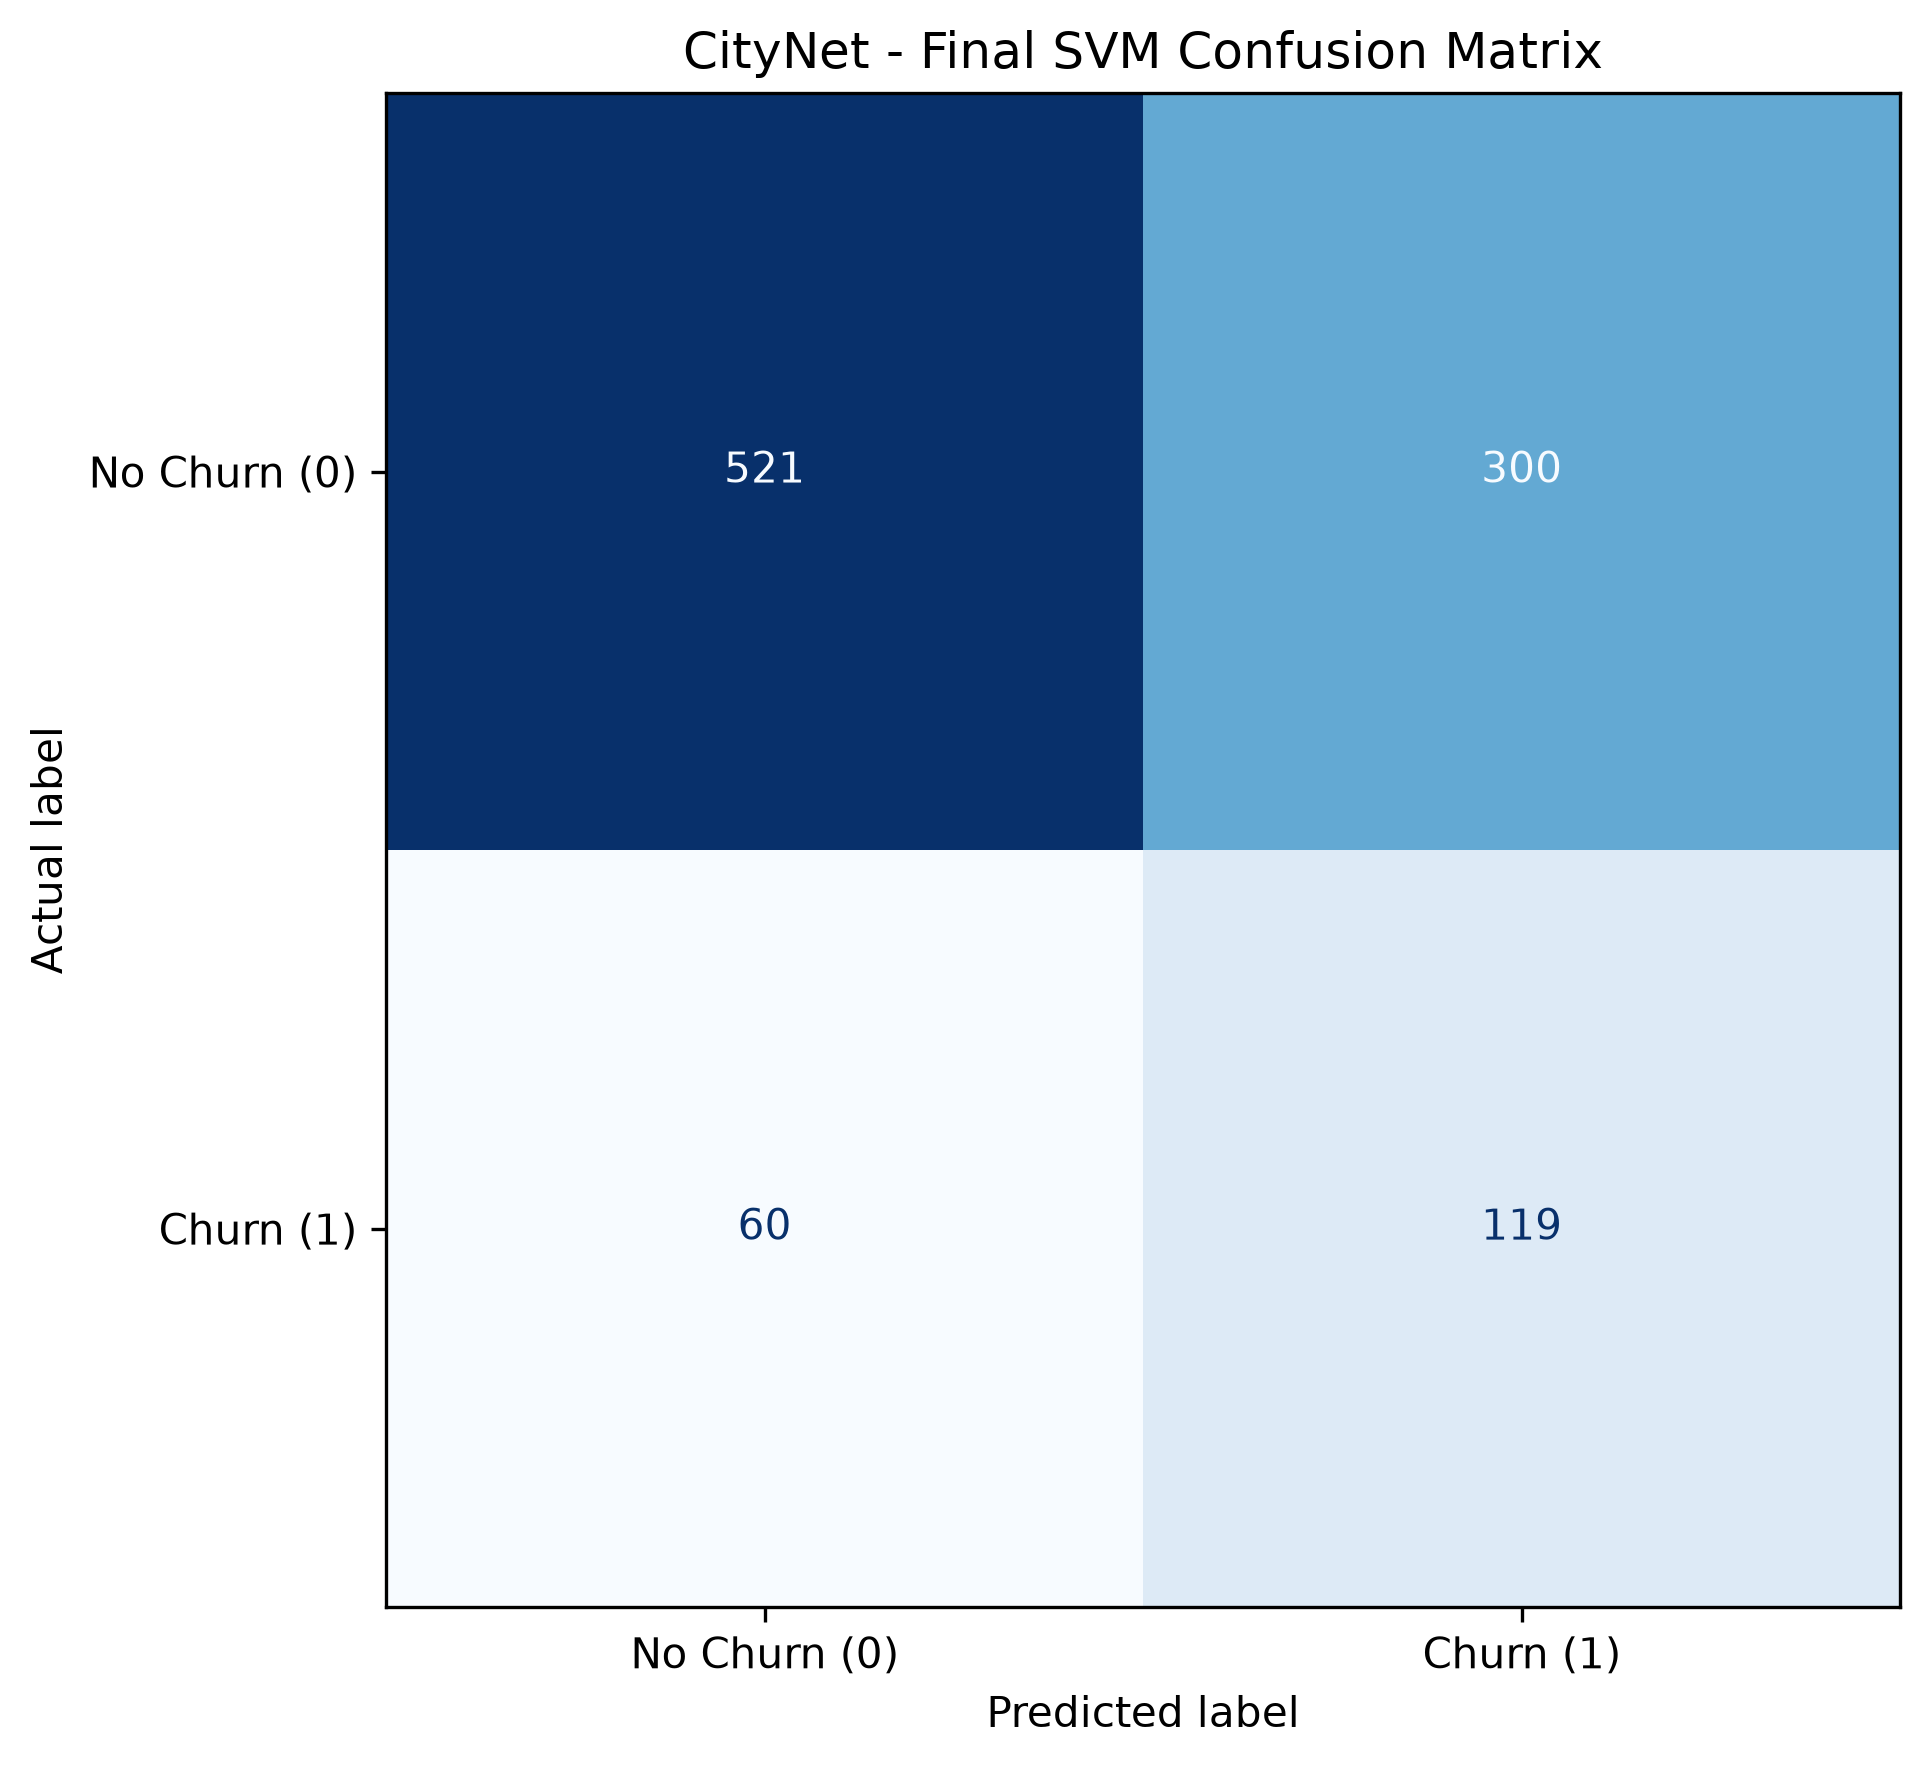 CityNet - Final SVM Confusion Matrix
Actual label
No Churn (0)
521
300
Churn (1)
60
119
No Churn (0)
Churn (1)
Predicted label